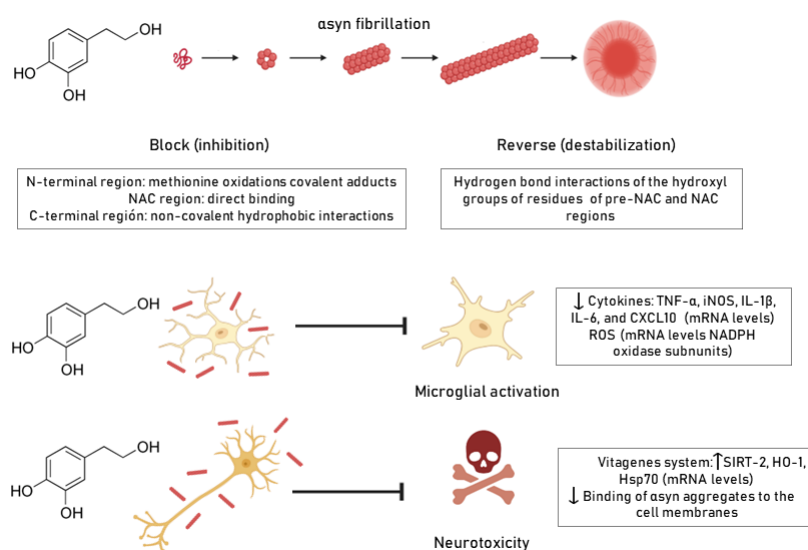 αsyn fibrillation
OH
HO
OH
Block (inhibition)
Reverse (destabilization)
N-terminal region: methionine oxidations covalent adducts
NAC region: direct binding
C-terminal región: non-covalent hydrophobic interactions
Hydrogen bond interactions of the hydroxyl
groups of residues of pre-NAC and NAC
regions
OH
HO
OH
↓ Cytokines: TNF-α, iNOS, IL-1β,
IL-6, and CXCL10 (mRNA levels)
ROS (mRNA levels NADPH
oxidase subnunits)
Microglial activation
OH
HO
OH
Vitagenes system:↑SIRT-2, HO-1,
Hsp70 (mRNA levels)
↓ Binding of αsyn aggregates to the
cell membranes
Neurotoxicity